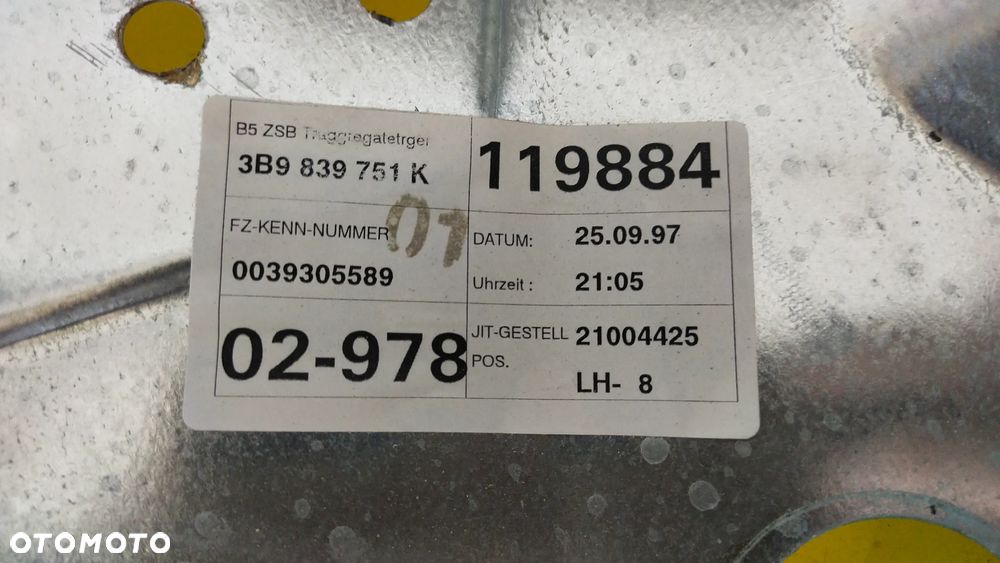 B5 ZSB Traggregatetrger
3B9 839 751 K
119884
FZ-KENN-NUMMER
01
0039305589
DATUM: 25.09.97
Uhrzeit : 21:05
02-978
JIT-GESTELL 21004425
POS.
LH- 8
OTOMOTO